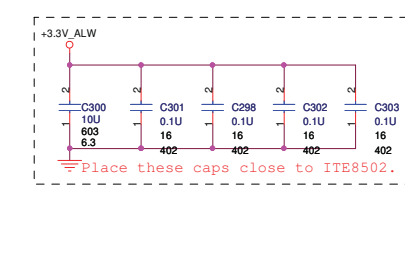 +3.3V_ALW
2 2 2 2 2
C300 C301 C298 C302 C303
10U 0.1U 0.1U 0.1U 0.1U
1 1 1 1 1
603 16 16 16 16
6.3 402 402 402 402
Place these caps close to ITE8502.